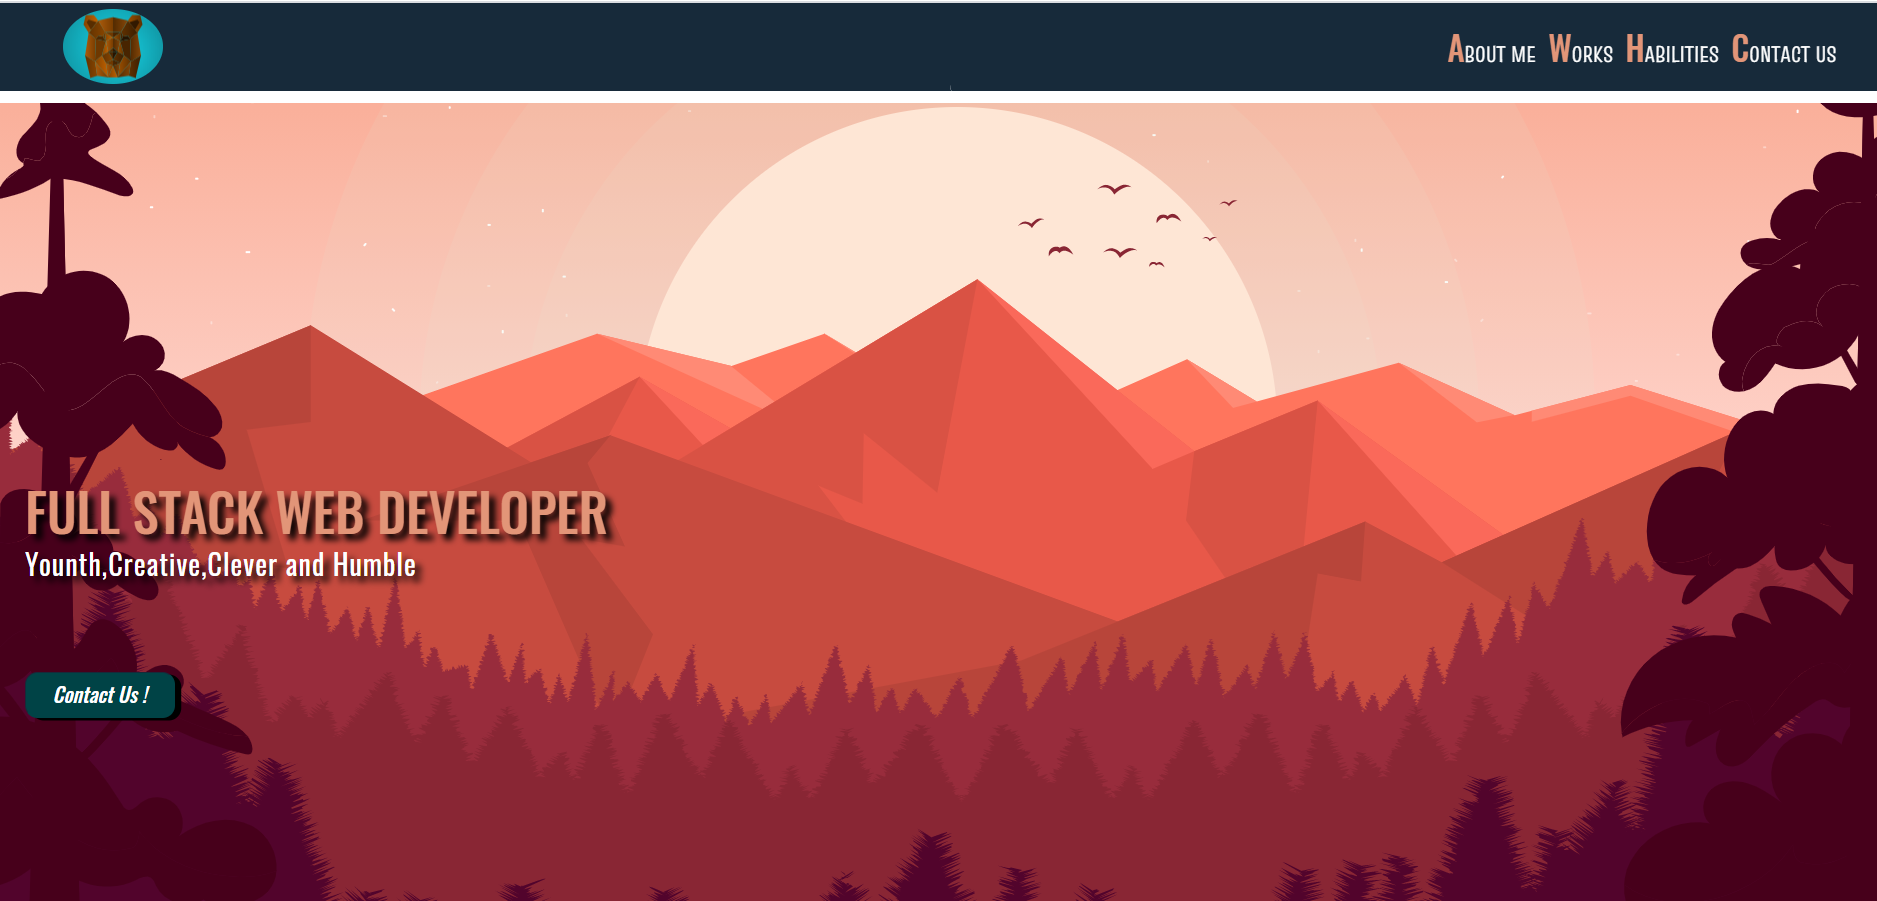 ABOUT ME WORKS HABILITIES CONTACT US
FULL STACK WEB DEVELOPER
Younth,Creative,Clever and Humble
Contact Us !